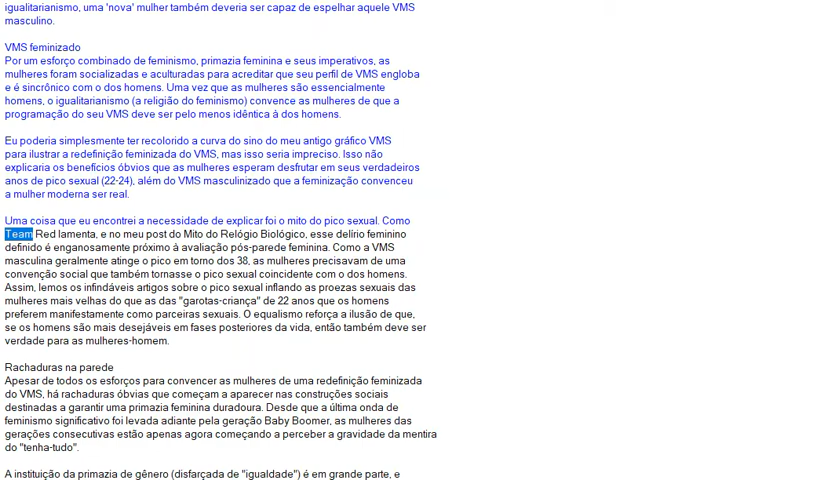 igualitarianismo, uma 'nova' mulher também deveria ser capaz de espelhar aquele VMS
masculino.
VMS feminizado
Por um esforço combinado de feminismo, primazia feminina e seus imperativos, as
mulheres foram socializadas e aculturadas para acreditar que seu perfil de VMS engloba
e é sincrônico com o dos homens. Uma vez que as mulheres são essencialmente
homens, o igualitarianismo (a religião do feminismo) convence as mulheres de que a
programação do seu VMS deve ser pelo menos idêntica à dos homens.
Eu poderia simplesmente ter recolorido a curva do sino do meu antigo gráfico VMS
para ilustrar a redefinição feminizada do VMS, mas isso seria impreciso. Isso não
explicaria os benefícios óbvios que as mulheres esperam desfrutar em seus verdadeiros
anos de pico sexual (22-24), além do VMS masculinizado que a feminização convenceu
a mulher moderna ser real.
Uma coisa que eu encontrei a necessidade de explicar foi o mito do pico sexual. Como
Team Red lamenta, e no meu post do Mito do Relógio Biológico, esse delírio feminino
definido é enganosamente próximo à avaliação pós-parede feminina. Como a VMS
masculina geralmente atinge o pico em torno dos 38, as mulheres precisavam de uma
convenção social que também tornasse o pico sexual coincidente com o dos homens.
Assim, lemos os infindáveis artigos sobre o pico sexual inflando as proezas sexuais das
mulheres mais velhas do que as das "garotas-criança" de 22 anos que os homens
preferem manifestamente como parceiras sexuais. O equalismo reforça a ilusão de que,
se os homens são mais desejáveis em fases posteriores da vida, então também deve ser
verdade para as mulheres-homem.
Rachaduras na parede
Apesar de todos os esforços para convencer as mulheres de uma redefinição feminizada
do VMS, há rachaduras óbvias que começam a aparecer nas construções sociais
destinadas a garantir uma primazia feminina duradoura. Desde que a última onda de
feminismo significativo foi levada adiante pela geração Baby Boomer, as mulheres das
gerações consecutivas estão apenas agora começando a perceber a gravidade da mentira
do "tenha-tudo".
A instituição da primazia de gênero (disfarçada de "igualdade") é em grande parte, e